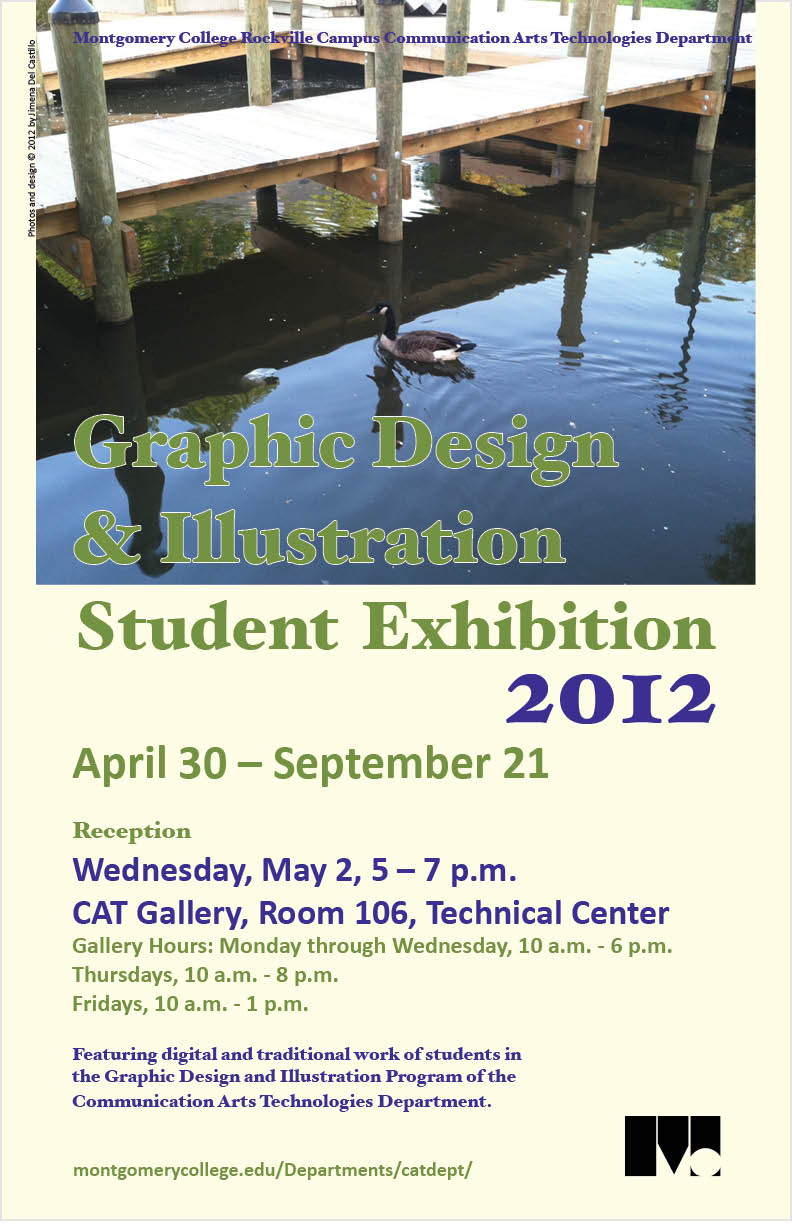 Montgomery College Rockville Campus Communication Arts Technologies Department
Photos and design © 2012 by Jimena Del Castillo
Graphic Design
& Illustration
Student Exhibition
2012
April 30 – September 21
Reception
Wednesday, May 2, 5 – 7 p.m.
CAT Gallery, Room 106, Technical Center
Gallery Hours: Monday through Wednesday, 10 a.m. - 6 p.m.
Thursdays, 10 a.m. - 8 p.m.
Fridays, 10 a.m. - 1 p.m.
Featuring digital and traditional work of students in
the Graphic Design and Illustration Program of the
Communication Arts Technologies Department.
montgomerycollege.edu/Departments/catdept/